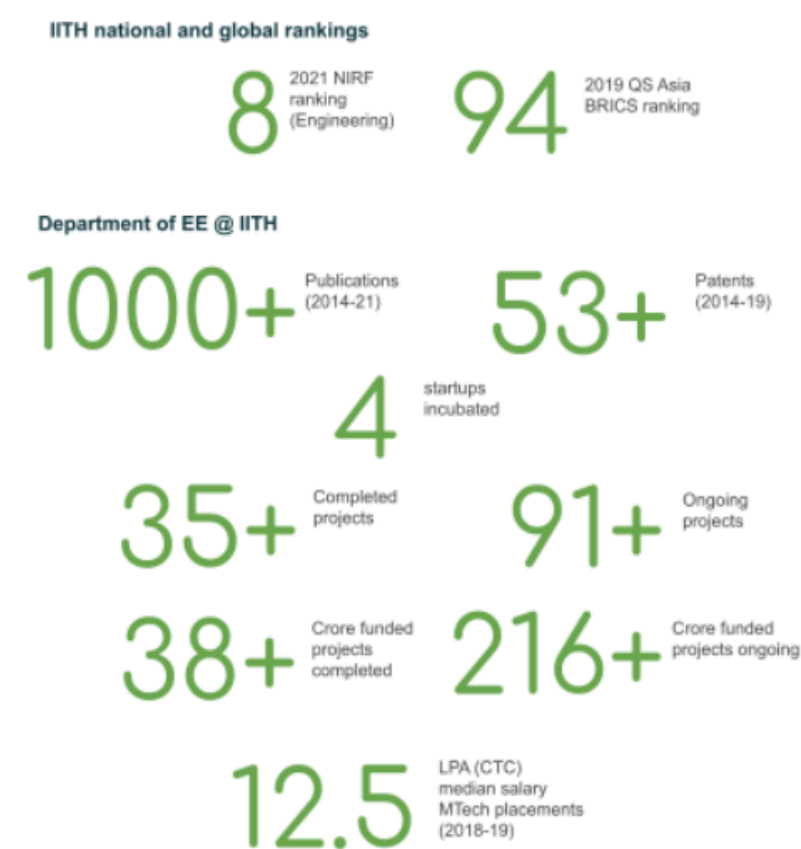 IITH national and global rankings
8
2021 NIRF
ranking
(Engineering)
94
2019 QS Asia
BRICS ranking
Department of EE @ IITH
1000+
Publications
(2014-21)
53+
Patents
(2014-19)
4
startups
incubated
35+
Completed
projects
91+
Ongoing
projects
38+
Crore funded
projects
completed
216+
Crore funded
projects ongoing
12.5
LPA (CTC)
median salary
MTech placements
(2018-19)